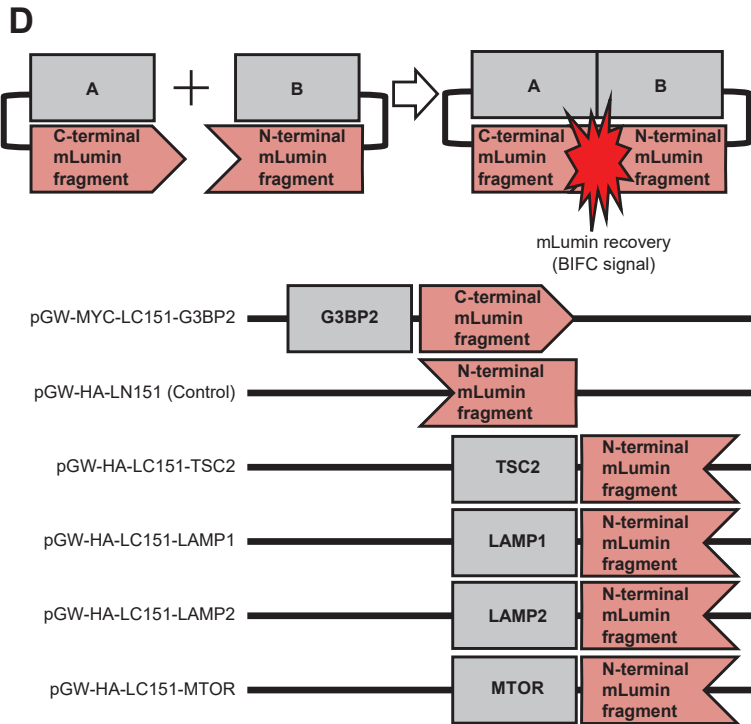 D
A
B
A
B
C-terminal
mLumin
fragment
N-terminal
mLumin
fragment
C-terminal
mLumin
fragment
N-terminal
mLumin
fragment
mLumin recovery
(BIFC signal)
pGW-MYC-LC151-G3BP2
G3BP2
C-terminal
mLumin
fragment
pGW-HA-LN151 (Control)
N-terminal
mLumin
fragment
pGW-HA-LC151-TSC2
TSC2
N-terminal
mLumin
fragment
pGW-HA-LC151-LAMP1
LAMP1
N-terminal
mLumin
fragment
pGW-HA-LC151-LAMP2
LAMP2
N-terminal
mLumin
fragment
pGW-HA-LC151-MTOR
MTOR
N-terminal
mLumin
fragment